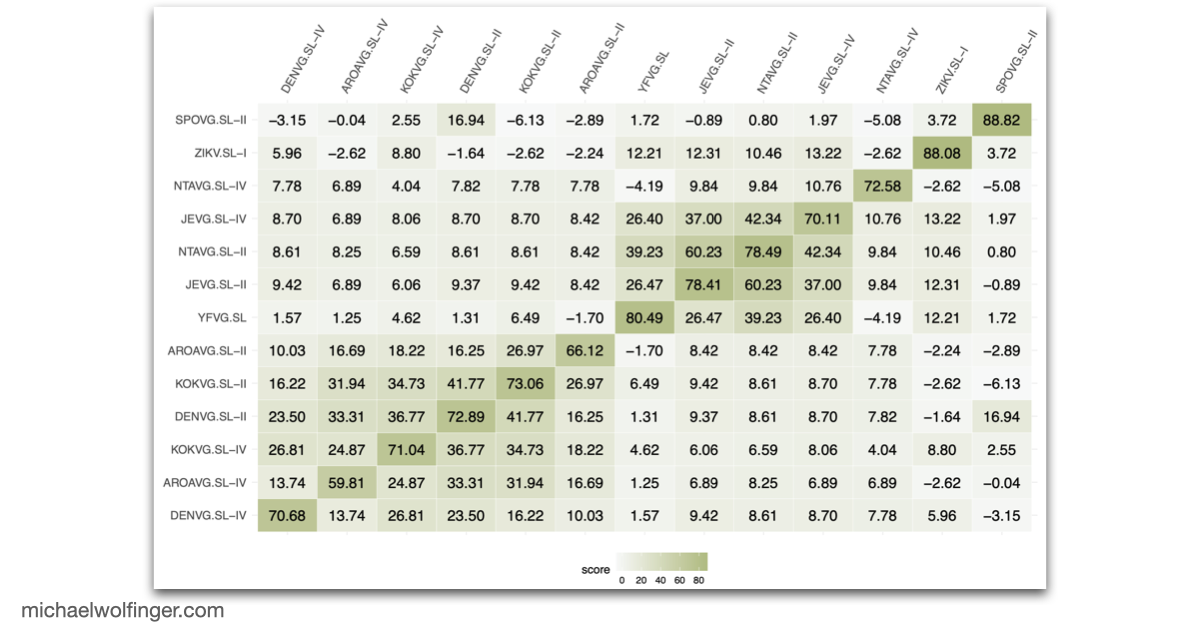 DENVG.SL−IV AROAVG.SL−IV KOKVG.SL−IV DENVG.SL−II KOKVG.SL−II AROAVG.SL−II YFVG.SL JEVG.SL−II NTAVG.SL−II JEVG.SL−IV NTAVG.SL−IV ZIKV.SL−I SPOVG.SL−II
SPOVG.SL−II −3.15 −0.04 2.55 16.94 −6.13 −2.89 1.72 −0.89 0.80 1.97 −5.08 3.72 88.82
ZIKV.SL−I 5.96 −2.62 8.80 −1.64 −2.62 −2.24 12.21 12.31 10.46 13.22 −2.62 88.08 3.72
NTAVG.SL−IV 7.78 6.89 4.04 7.82 7.78 7.78 −4.19 9.84 9.84 10.76 72.58 −2.62 −5.08
JEVG.SL−IV 8.70 6.89 8.06 8.70 8.70 8.42 26.40 37.00 42.34 70.11 10.76 13.22 1.97
NTAVG.SL−II 8.61 8.25 6.59 8.61 8.61 8.42 39.23 60.23 78.49 42.34 9.84 10.46 0.80
JEVG.SL−II 9.42 6.89 6.06 9.37 9.42 8.42 26.47 78.41 60.23 37.00 9.84 12.31 −0.89
YFVG.SL 1.57 1.25 4.62 1.31 6.49 −1.70 80.49 26.47 39.23 26.40 −4.19 12.21 1.72
AROAVG.SL−II 10.03 16.69 18.22 16.25 26.97 66.12 −1.70 8.42 8.42 8.42 7.78 −2.24 −2.89
KOKVG.SL−II 16.22 31.94 34.73 41.77 73.06 26.97 6.49 9.42 8.61 8.70 7.78 −2.62 −6.13
DENVG.SL−II 23.50 33.31 36.77 72.89 41.77 16.25 1.31 9.37 8.61 8.70 7.82 −1.64 16.94
KOKVG.SL−IV 26.81 24.87 71.04 36.77 34.73 18.22 4.62 6.06 6.59 8.06 4.04 8.80 2.55
AROAVG.SL−IV 13.74 59.81 24.87 33.31 31.94 16.69 1.25 6.89 8.25 6.89 6.89 −2.62 −0.04
DENVG.SL−IV 70.68 13.74 26.81 23.50 16.22 10.03 1.57 9.42 8.61 8.70 7.78 5.96 −3.15
score
0 20 40 60 80
michaelwolfinger.com